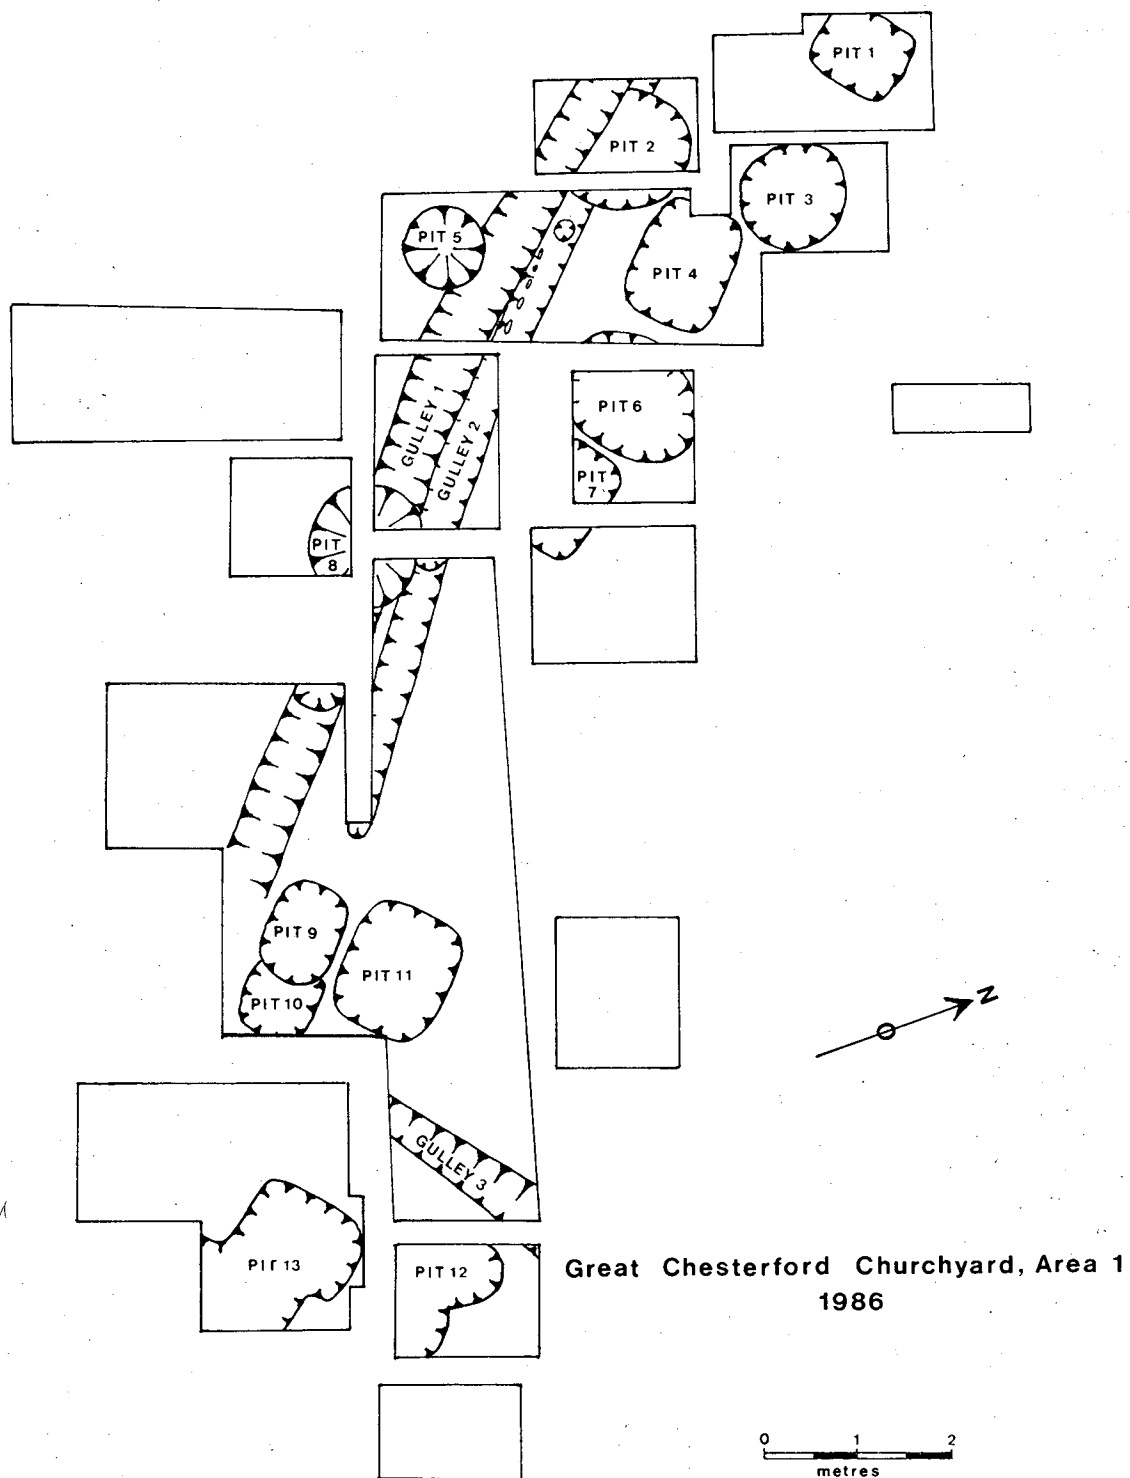 PIT 1
PIT 2
PIT 3
PIT 5
PIT 4
GULLEY 1
GULLEY 2
PIT 6
PIT
7
PIT
8
PIT 9
PIT 11
PIT 10
N
GULLEY 3
PIT 13
PIT 12
Great Chesterford Churchyard, Area 1
1986
0 1 2
metres